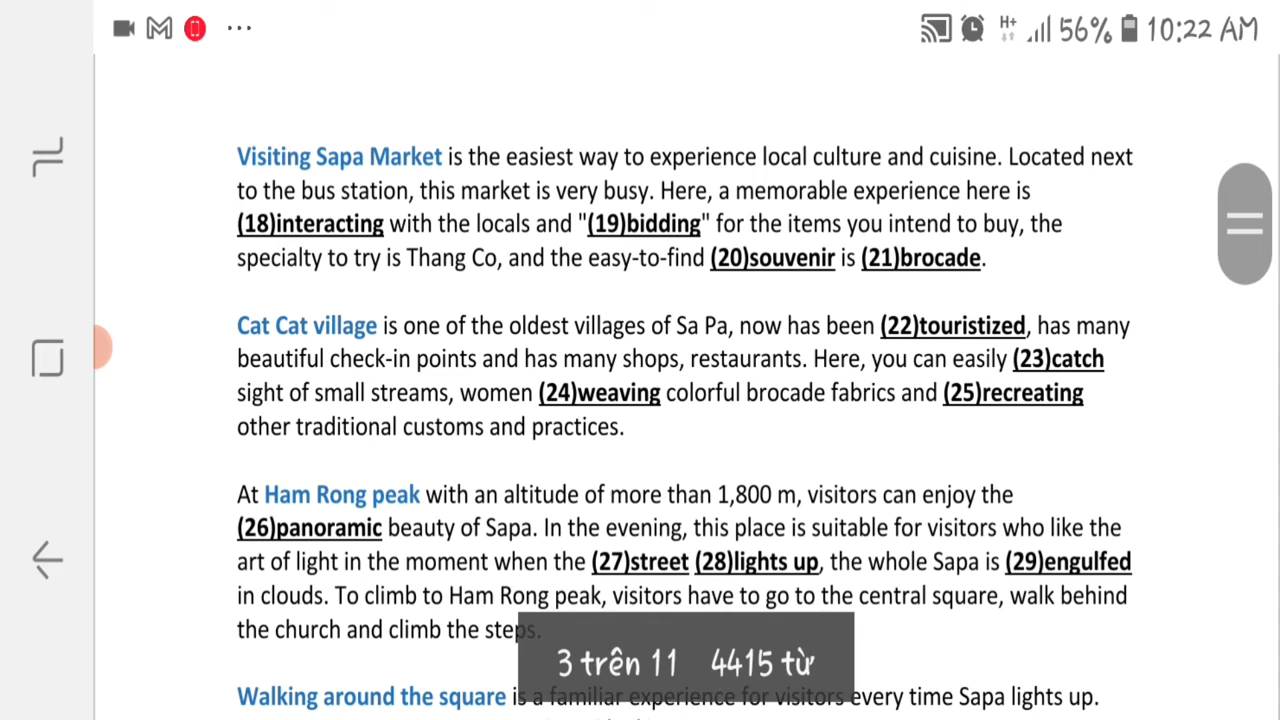 H+ 56% 10:22 AM
Visiting Sapa Market is the easiest way to experience local culture and cuisine. Located next
to the bus station, this market is very busy. Here, a memorable experience here is
(18)interacting with the locals and "(19)bidding" for the items you intend to buy, the
specialty to try is Thang Co, and the easy-to-find (20)souvenir is (21)brocade.
Cat Cat village is one of the oldest villages of Sa Pa, now has been (22)touristized, has many
beautiful check-in points and has many shops, restaurants. Here, you can easily (23)catch
sight of small streams, women (24)weaving colorful brocade fabrics and (25)recreating
other traditional customs and practices.
At Ham Rong peak with an altitude of more than 1,800 m, visitors can enjoy the
(26)panoramic beauty of Sapa. In the evening, this place is suitable for visitors who like the
art of light in the moment when the (27)street (28)lights up, the whole Sapa is (29)engulfed
in clouds. To climb to Ham Rong peak, visitors have to go to the central square, walk behind
the church and climb the steps.
3 trên 11 4415 từ
Walking around the square is a familiar experience for visitors every time Sapa lights up.